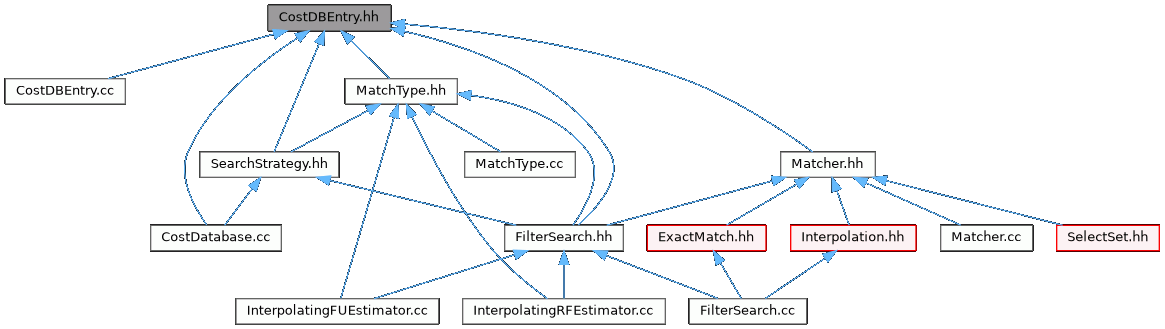 CostDBEntry.hh
CostDBEntry.cc
MatchType.hh
SearchStrategy.hh
MatchType.cc
Matcher.hh
CostDatabase.cc
FilterSearch.hh
ExactMatch.hh
Interpolation.hh
Matcher.cc
SelectSet.hh
InterpolatingFUEstimator.cc
InterpolatingRFEstimator.cc
FilterSearch.cc